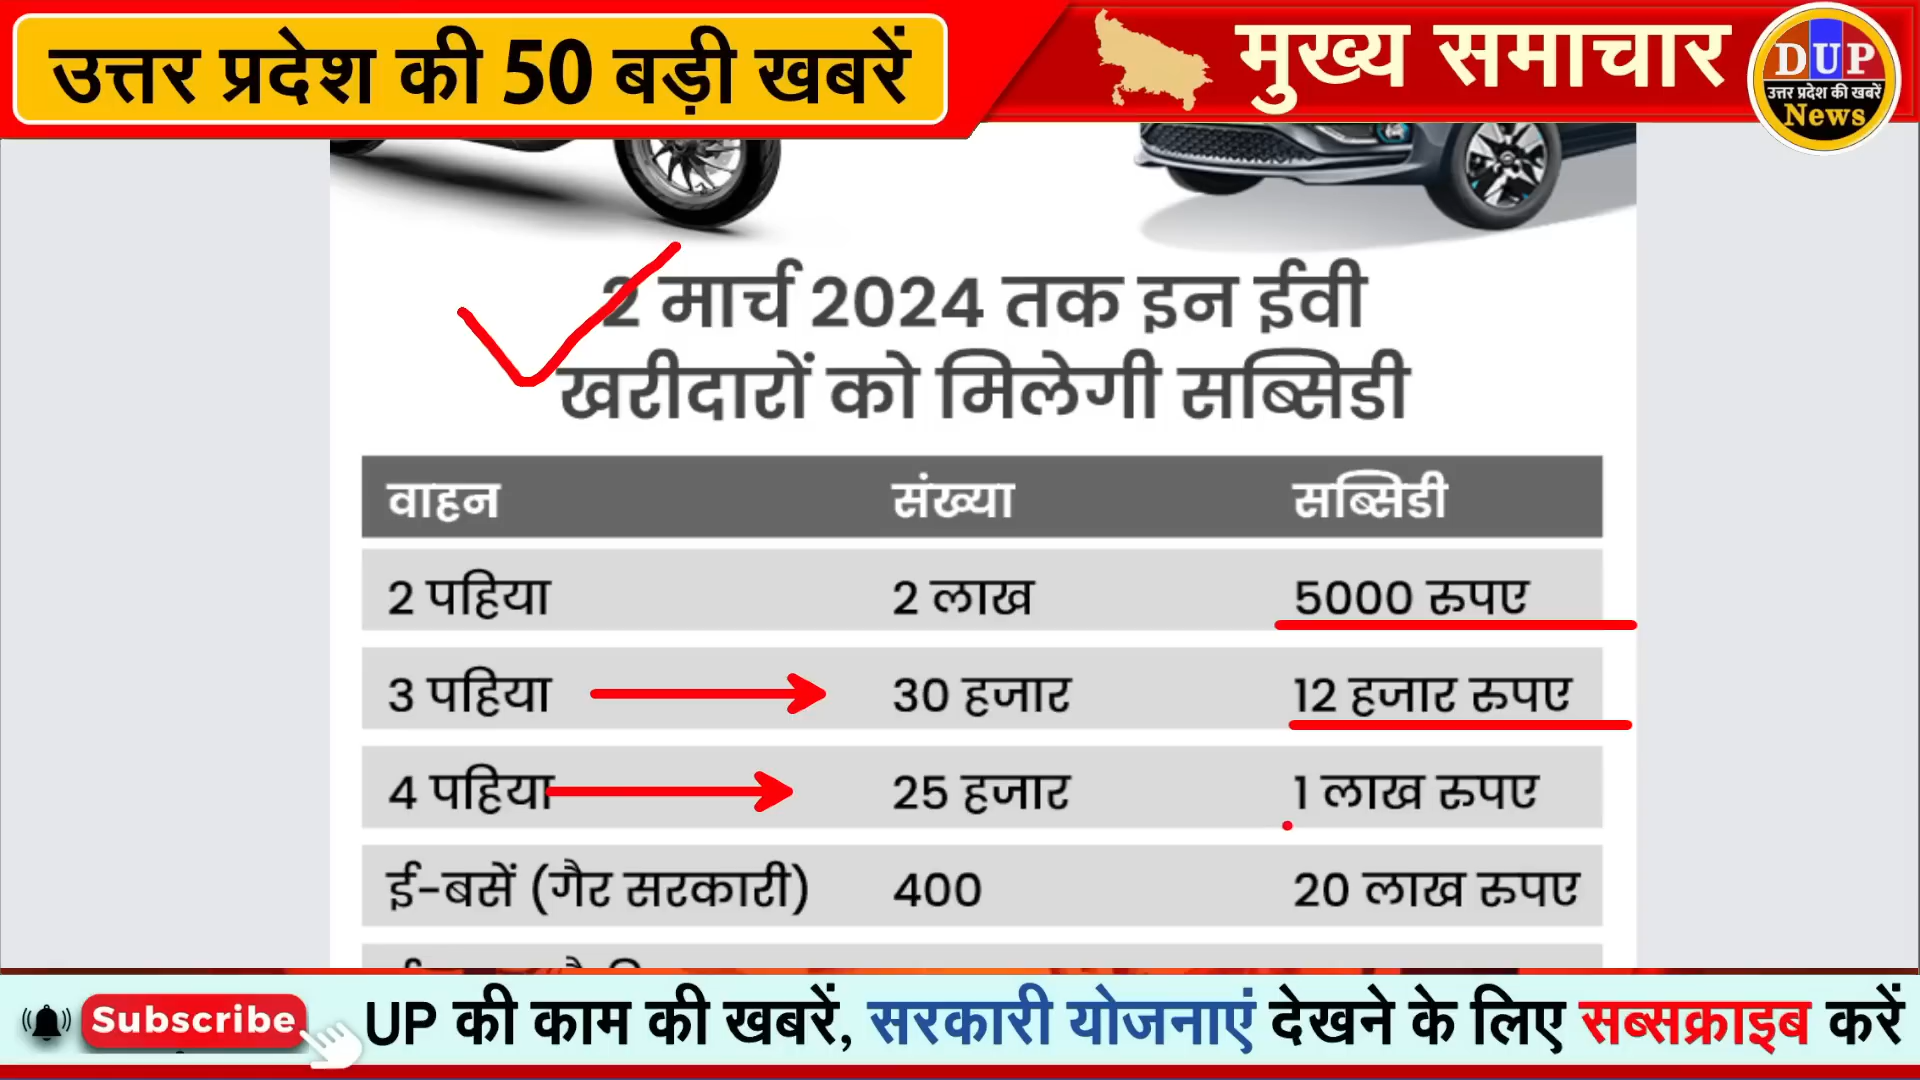 उत्तर प्रदेश की 50 बड़ी खबरें
मुख्य समाचार
DUP
उत्तर प्रदेश की खबरें
News
2 मार्च 2024 तक इन ईवी
खरीदारों को मिलेगी सब्सिडी
वाहन संख्या सब्सिडी
2 पहिया 2 लाख 5000 रुपए
3 पहिया 30 हजार 12 हजार रुपए
4 पहिया 25 हजार 1 लाख रुपए
ई-बसें (गैर सरकारी) 400 20 लाख रुपए
Subscribe
UP की काम की खबरें, सरकारी योजनाएं देखने के लिए सब्सक्राइब करें